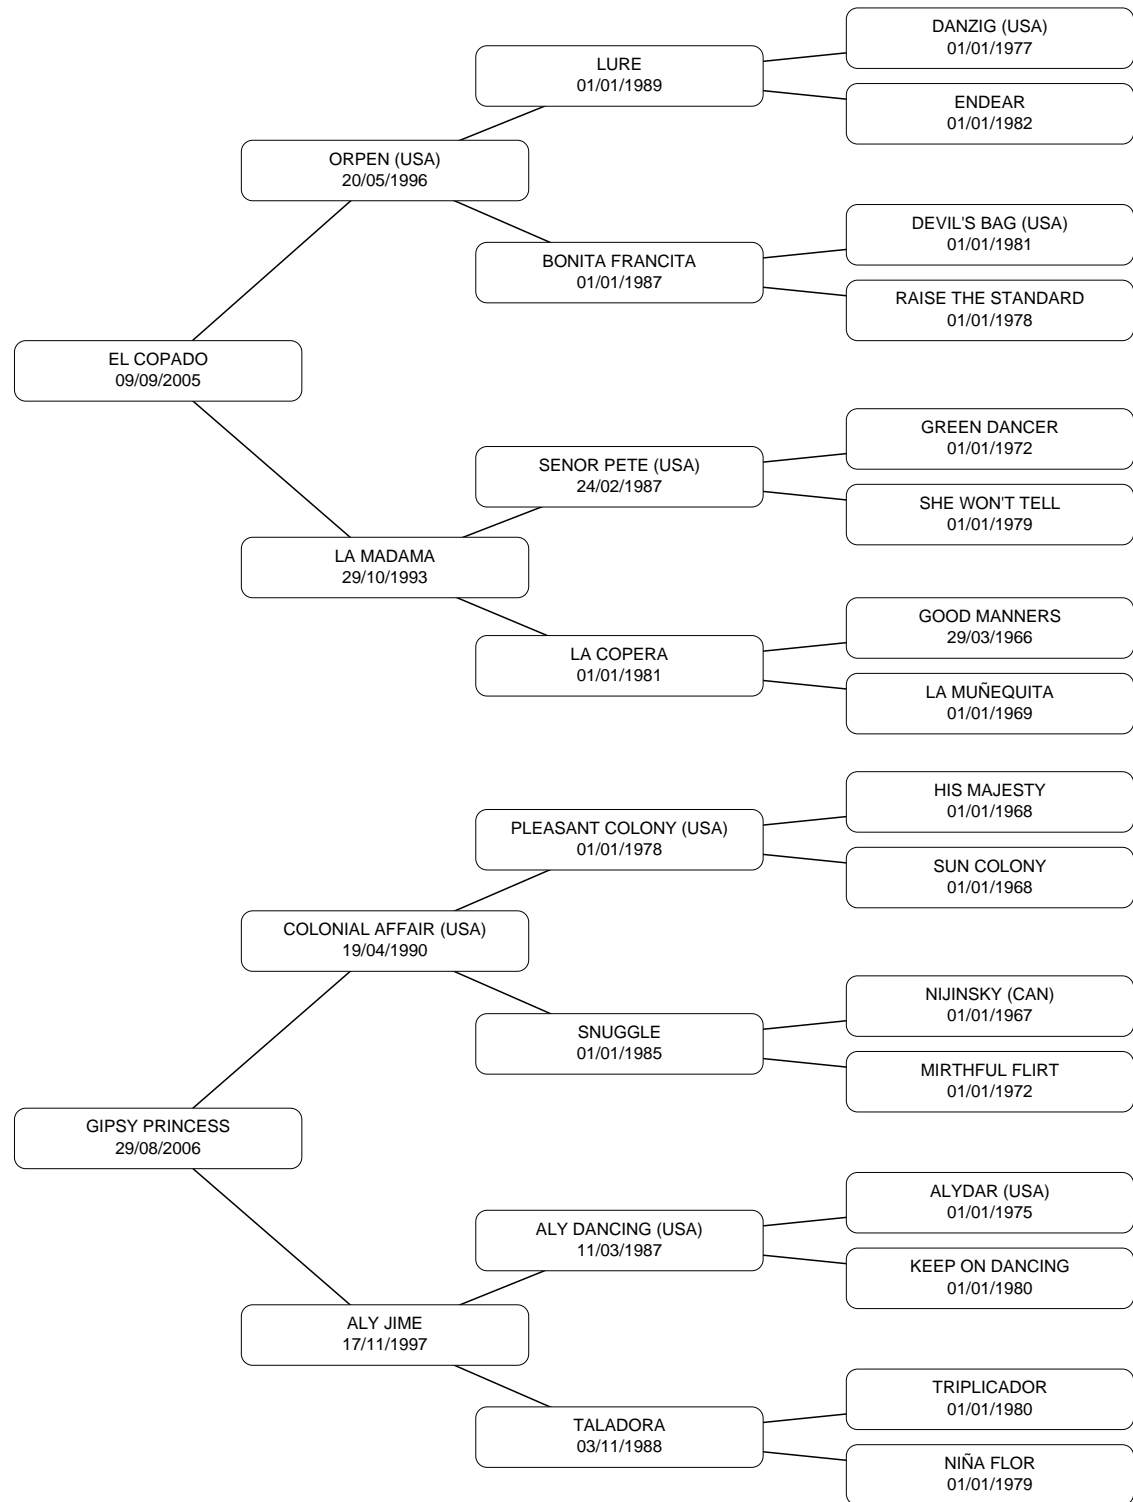 DANZIG (USA)
01/01/1977
LURE
01/01/1989
ENDEAR
01/01/1982
ORPEN (USA)
20/05/1996
DEVIL'S BAG (USA)
01/01/1981
BONITA FRANCITA
01/01/1987
RAISE THE STANDARD
01/01/1978
EL COPADO
09/09/2005
GREEN DANCER
01/01/1972
SENOR PETE (USA)
24/02/1987
SHE WON'T TELL
01/01/1979
LA MADAMA
29/10/1993
GOOD MANNERS
29/03/1966
LA COPERA
01/01/1981
LA MUÑEQUITA
01/01/1969
HIS MAJESTY
01/01/1968
PLEASANT COLONY (USA)
01/01/1978
SUN COLONY
01/01/1968
COLONIAL AFFAIR (USA)
19/04/1990
NIJINSKY (CAN)
01/01/1967
SNUGGLE
01/01/1985
MIRTHFUL FLIRT
01/01/1972
GIPSY PRINCESS
29/08/2006
ALYDAR (USA)
01/01/1975
ALY DANCING (USA)
11/03/1987
KEEP ON DANCING
01/01/1980
ALY JIME
17/11/1997
TRIPLICADOR
01/01/1980
TALADORA
03/11/1988
NIÑA FLOR
01/01/1979